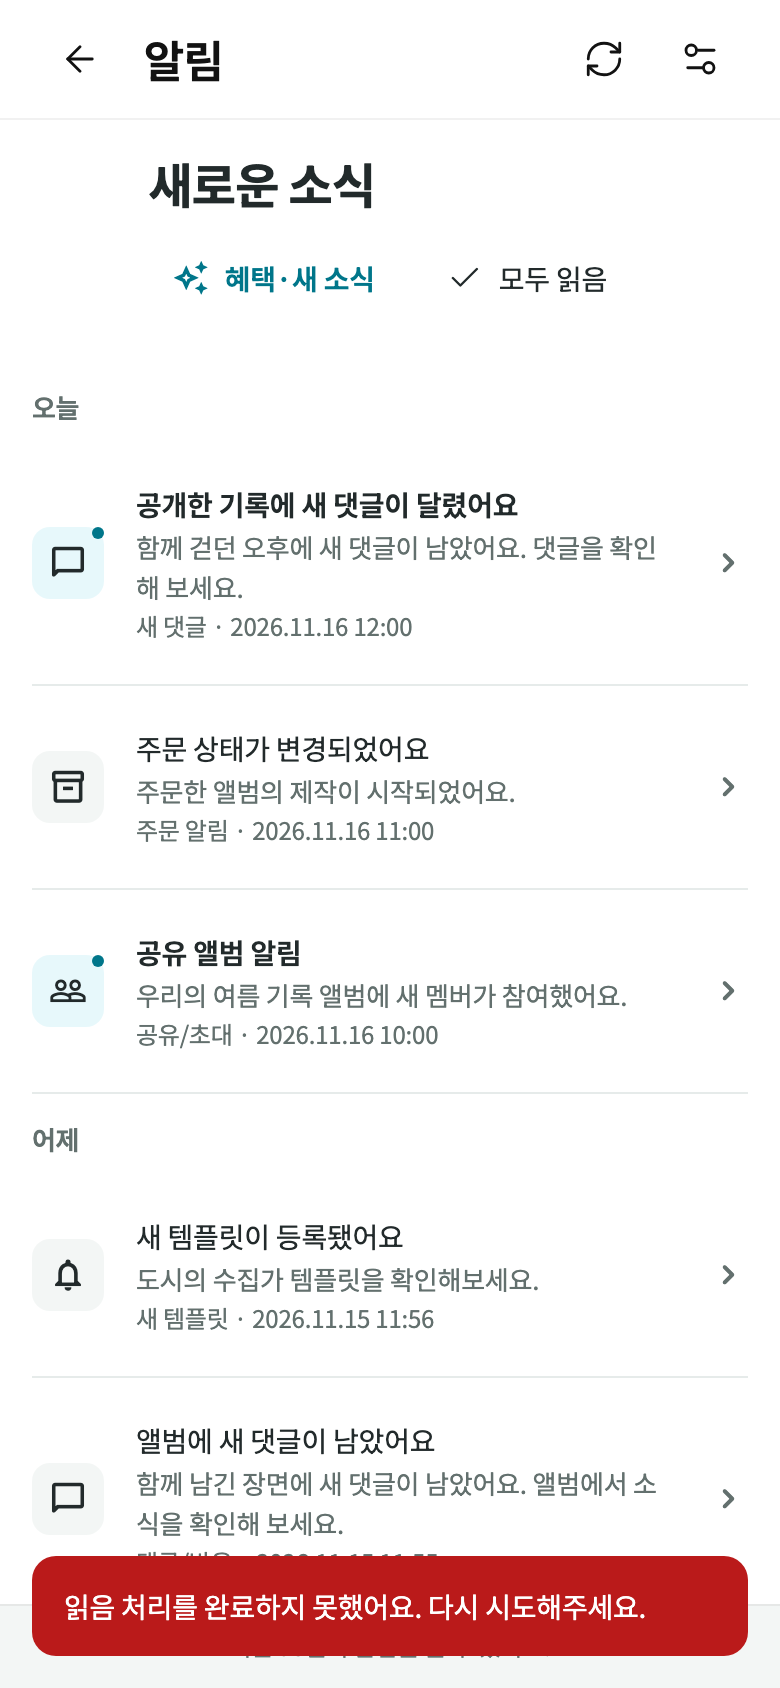 알림
새로운 소식
혜택·새 소식
모두 읽음
오늘
공개한 기록에 새 댓글이 달렸어요
함께 걷던 오후에 새 댓글이 남았어요. 댓글을 확인
해 보세요.
새 댓글 · 2026.11.16 12:00
주문 상태가 변경되었어요
주문한 앨범의 제작이 시작되었어요.
주문 알림 · 2026.11.16 11:00
공유 앨범 알림
우리의 여름 기록 앨범에 새 멤버가 참여했어요.
공유/초대 · 2026.11.16 10:00
어제
새 템플릿이 등록됐어요
도시의 수집가 템플릿을 확인해보세요.
새 템플릿 · 2026.11.15 11:56
앨범에 새 댓글이 남았어요
함께 남긴 장면에 새 댓글이 남았어요. 앨범에서 소
식을 확인해 보세요.
읽음 처리를 완료하지 못했어요. 다시 시도해주세요.